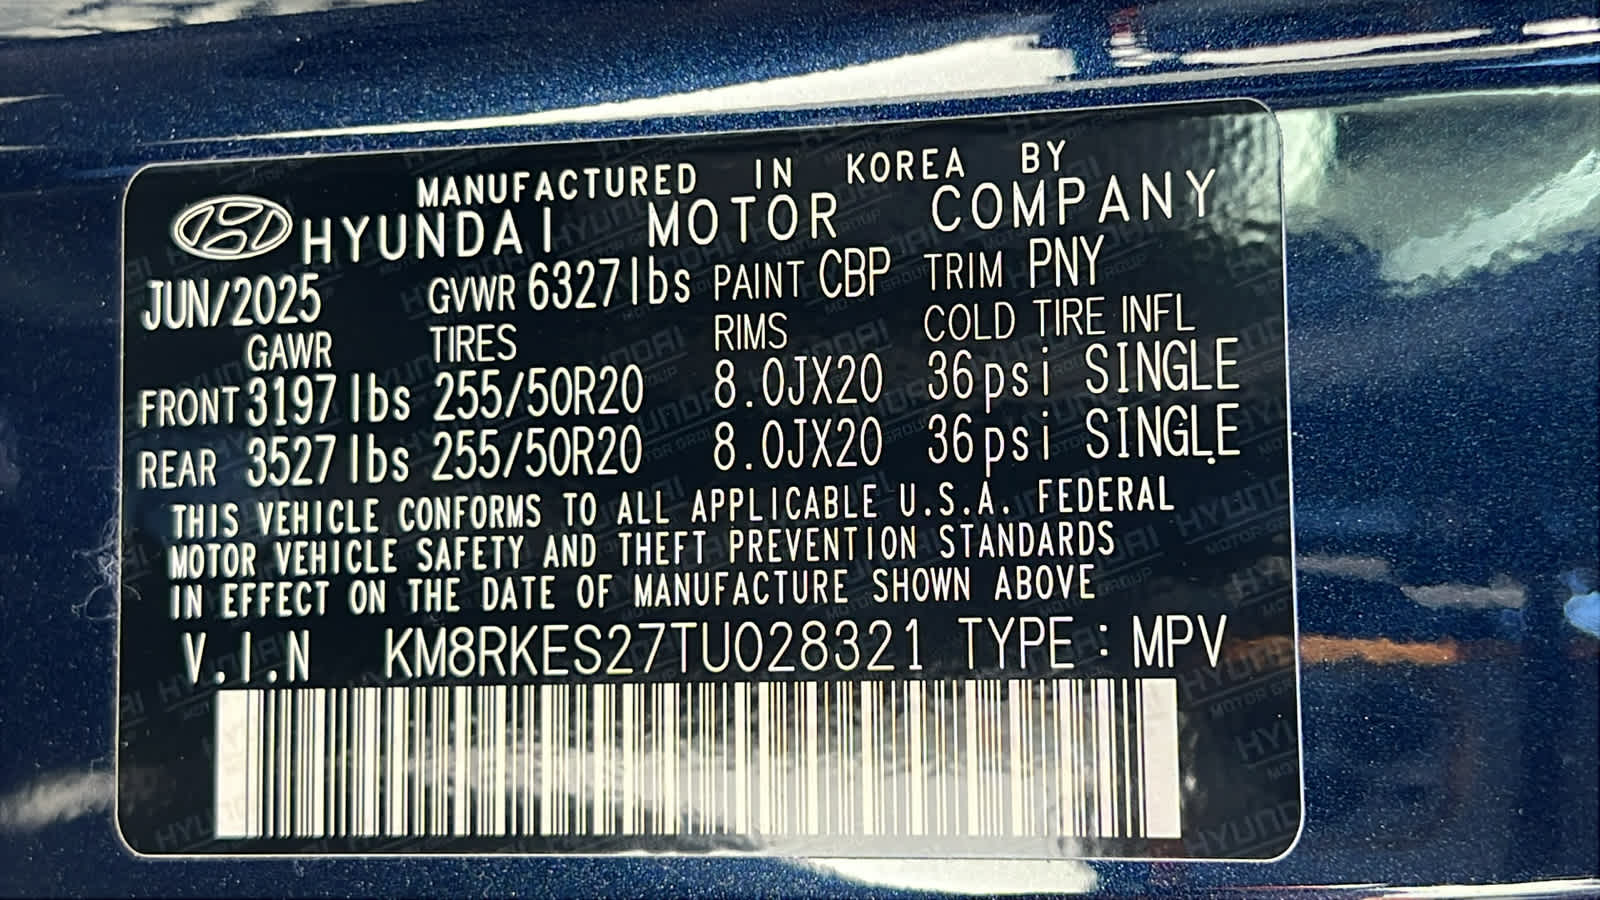 MANUFACTURED IN KOREA BY
HYUNDAI MOTOR COMPANY
JUN/2025 GVWR 6327lbs PAINT CBP TRIM PNY
GAWR TIRES RIMS COLD TIRE INFL
FRONT 3197lbs 255/50R20 8.0JX20 36psi SINGLE
REAR 3527lbs 255/50R20 8.0JX20 36psi SINGLE
THIS VEHICLE CONFORMS TO ALL APPLICABLE U.S.A. FEDERAL
MOTOR VEHICLE SAFETY AND THEFT PREVENTION STANDARDS
IN EFFECT ON THE DATE OF MANUFACTURE SHOWN ABOVE
V.I.N KM8RKES27TU028321 TYPE : MPV